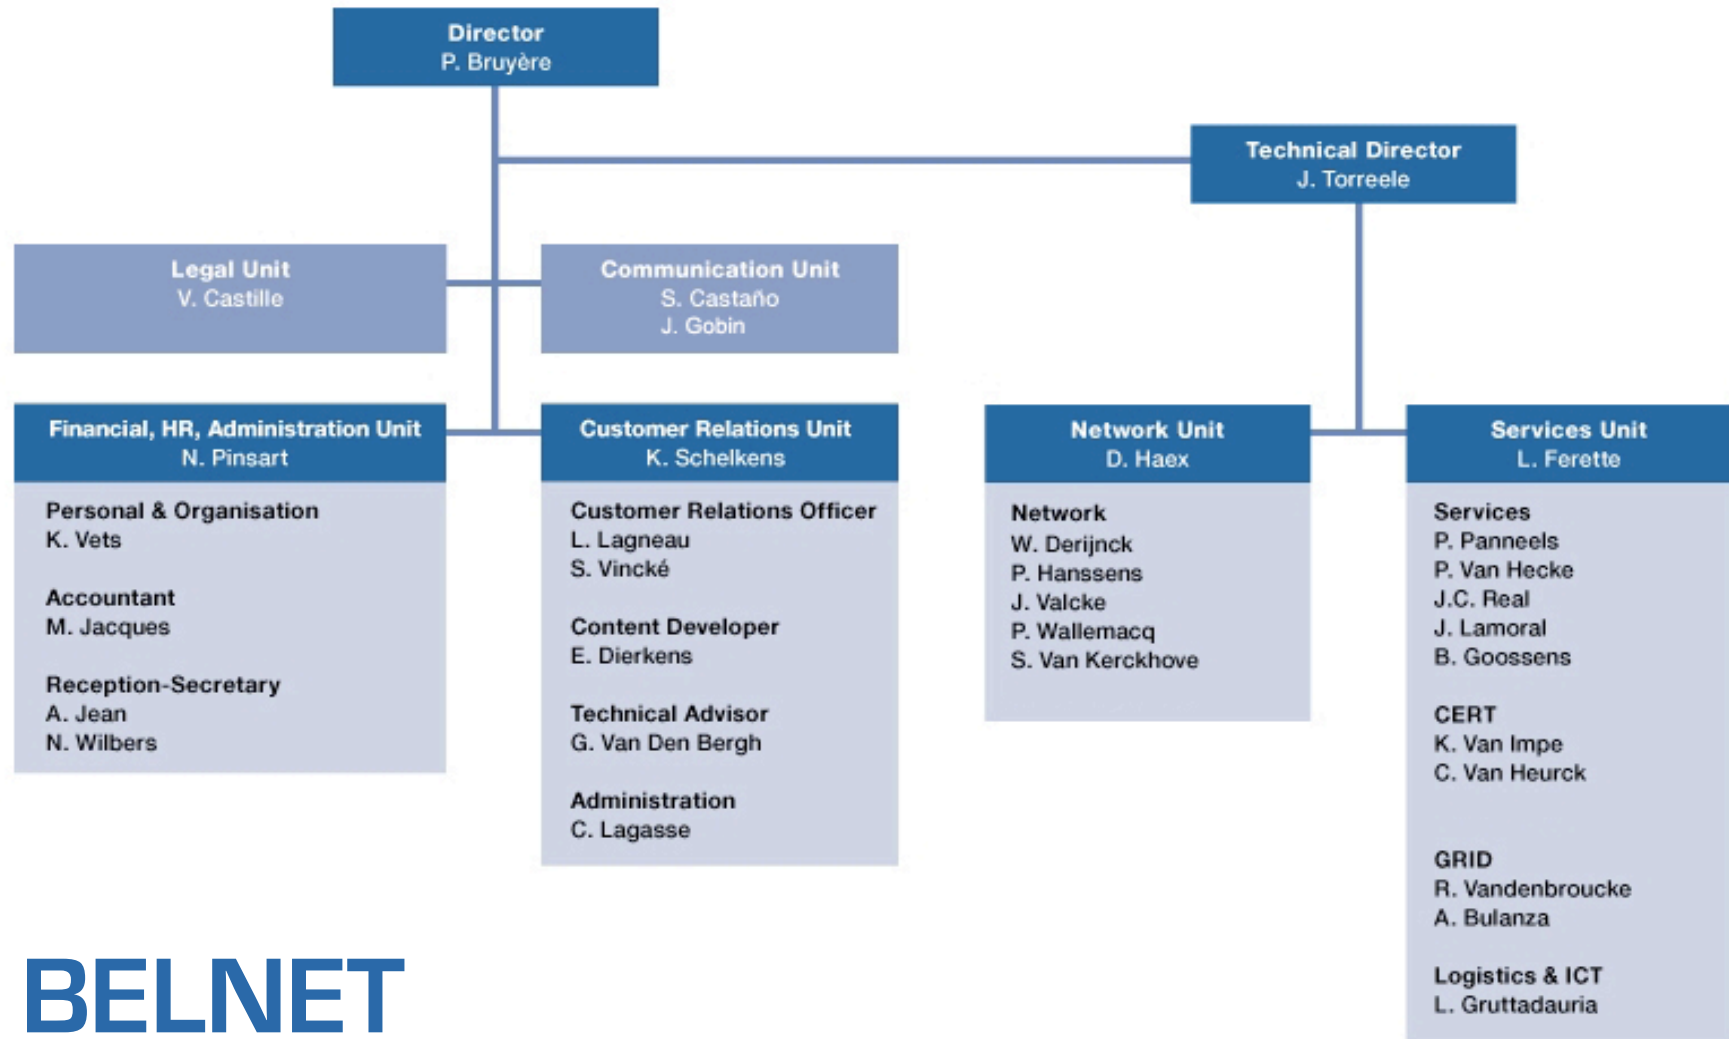 Director
P. Bruyère
Technical Director
J. Torreele
Legal Unit
V. Castille
Communication Unit
S. Castaño
J. Gobin
Financial, HR, Administration Unit
N. Pinsart
Personal & Organisation
K. Vets
Accountant
M. Jacques
Reception-Secretary
A. Jean
N. Wilbers
Customer Relations Unit
K. Schelkens
Customer Relations Officer
L. Lagneau
S. Vincké
Content Developer
E. Dierkens
Technical Advisor
G. Van Den Bergh
Administration
C. Lagasse
Network Unit
D. Haex
Network
W. Derijnck
P. Hanssens
J. Valcke
P. Wallemacq
S. Van Kerckhove
Services Unit
L. Ferette
Services
P. Panneels
P. Van Hecke
J.C. Real
J. Lamoral
B. Goossens
CERT
K. Van Impe
C. Van Heurck
GRID
R. Vandenbroucke
A. Bulanza
Logistics & ICT
L. Gruttadauria
BELNET